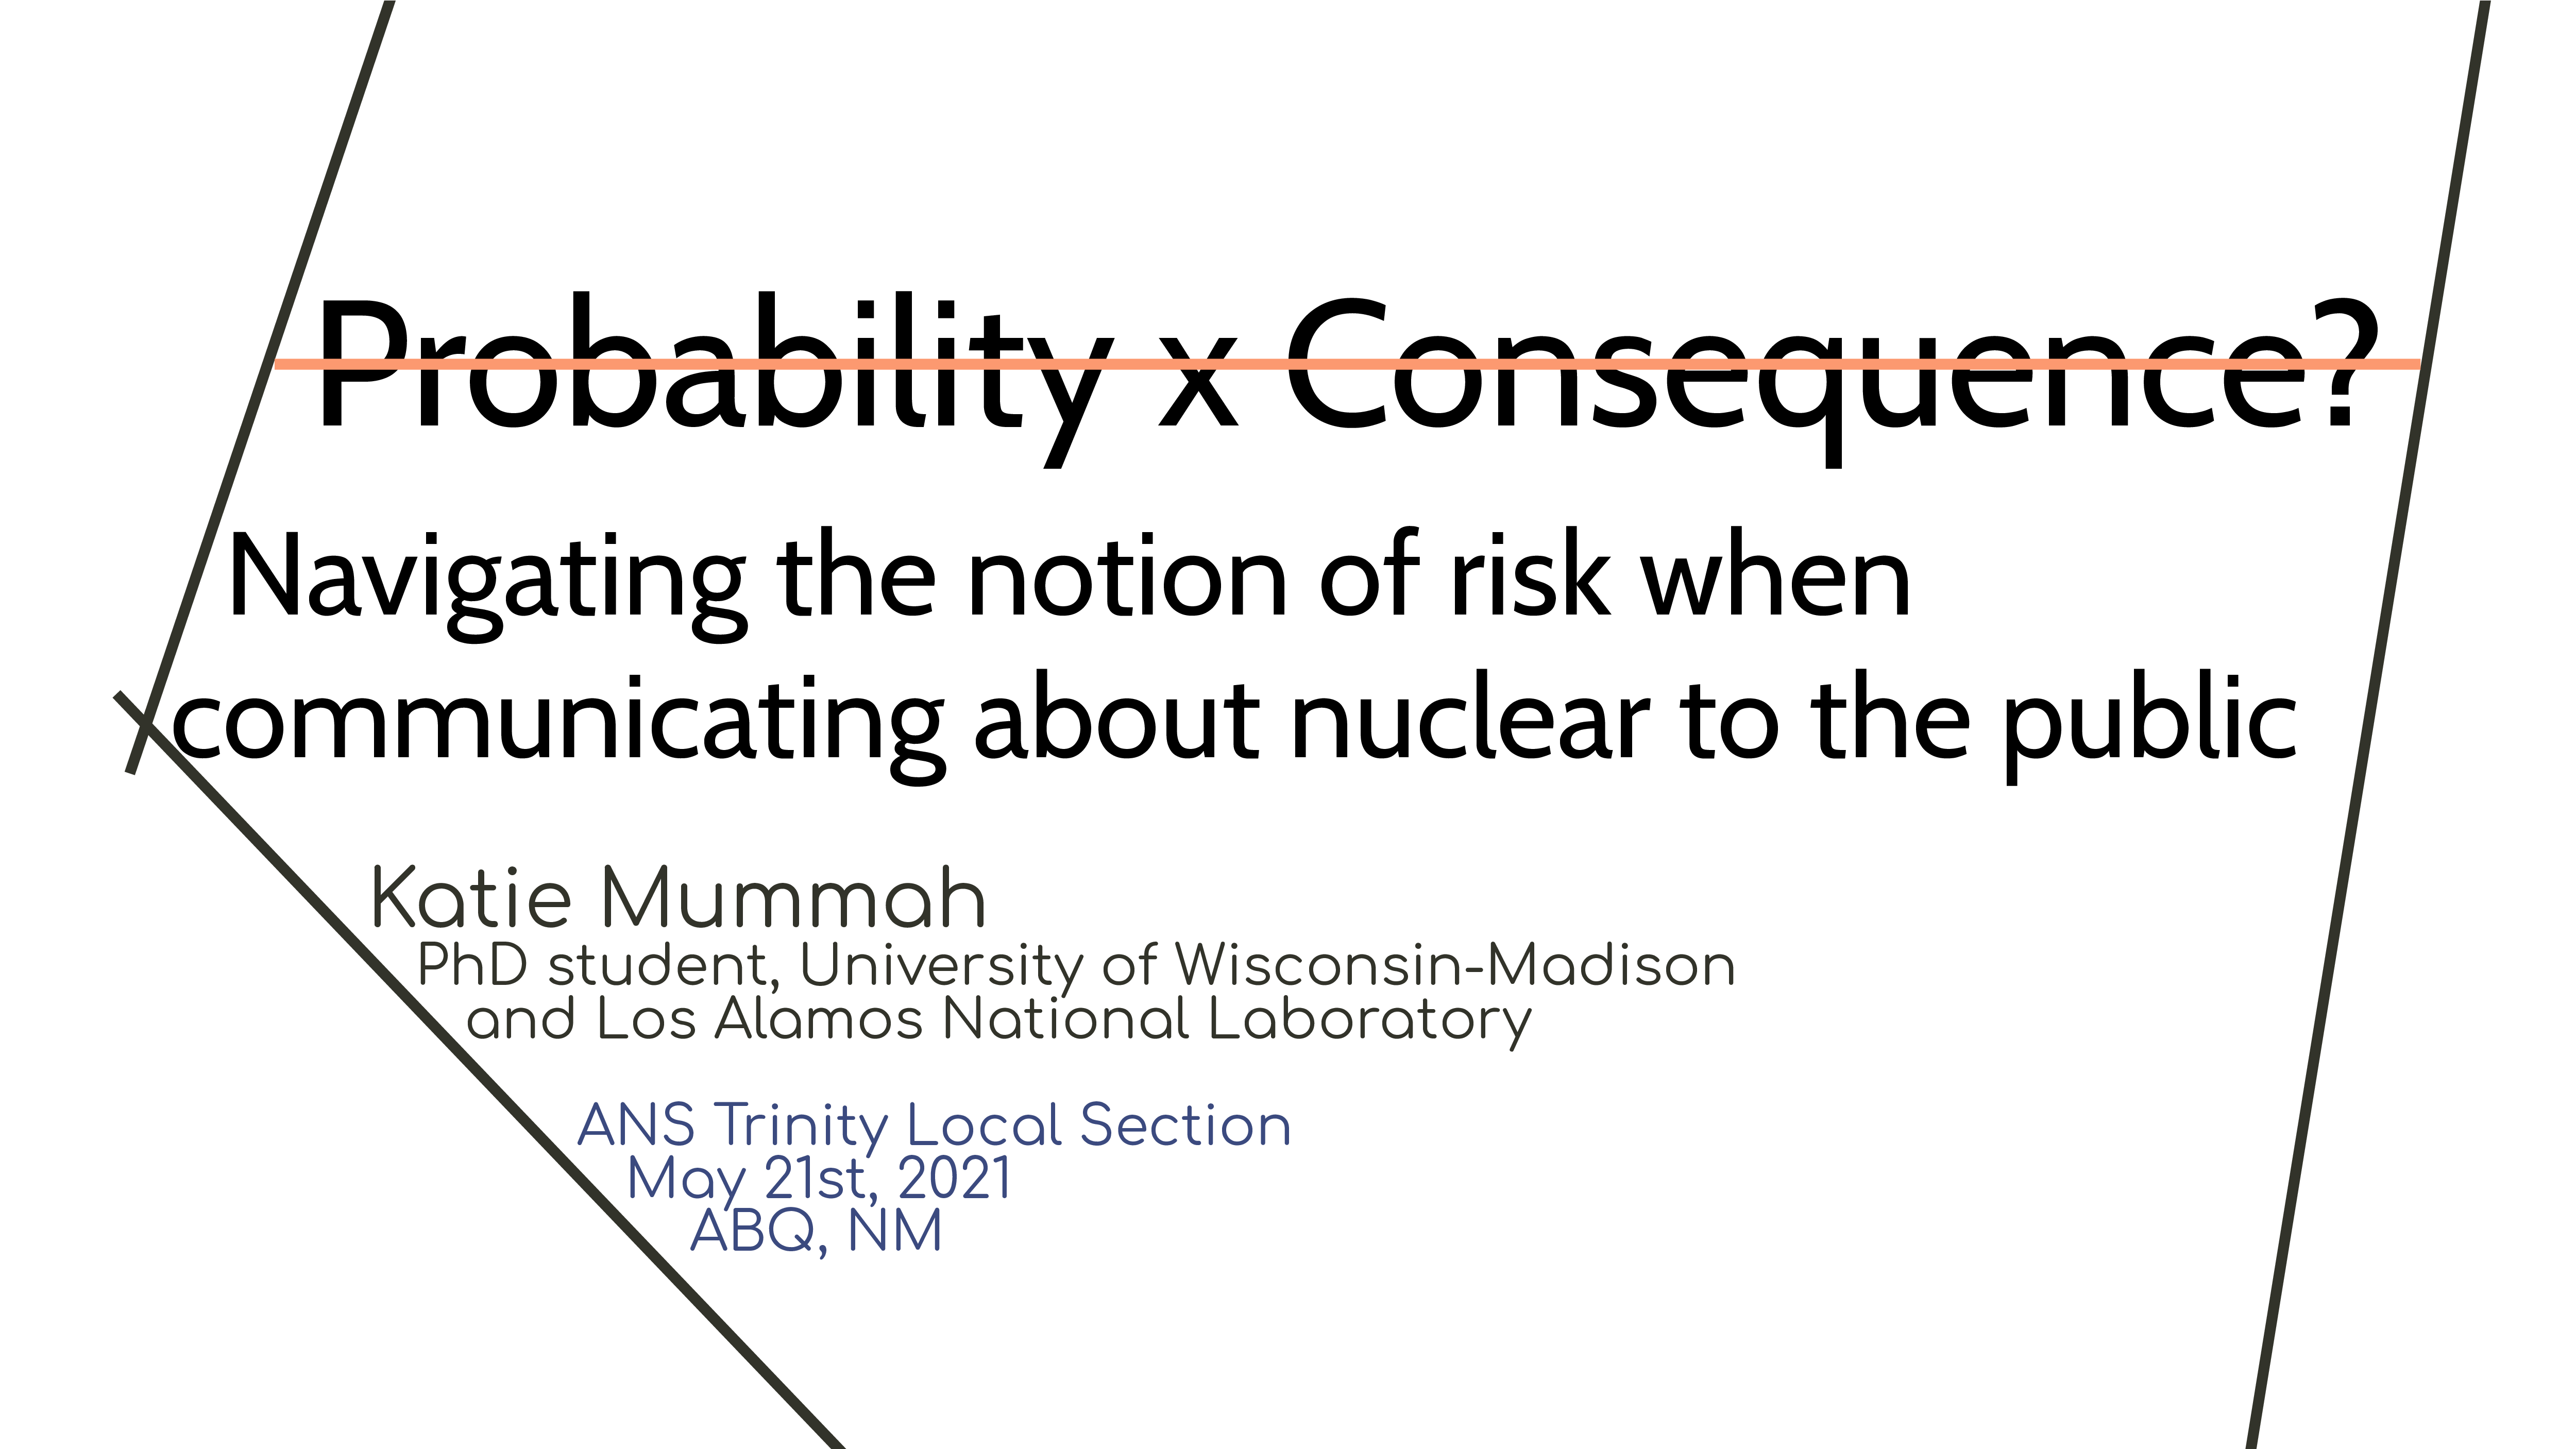 Probability x Consequence?
Navigating the notion of risk when
communicating about nuclear to the public
Katie Mummah
PhD student, University of Wisconsin-Madison
and Los Alamos National Laboratory
ANS Trinity Local Section
May 21st, 2021
ABQ, NM